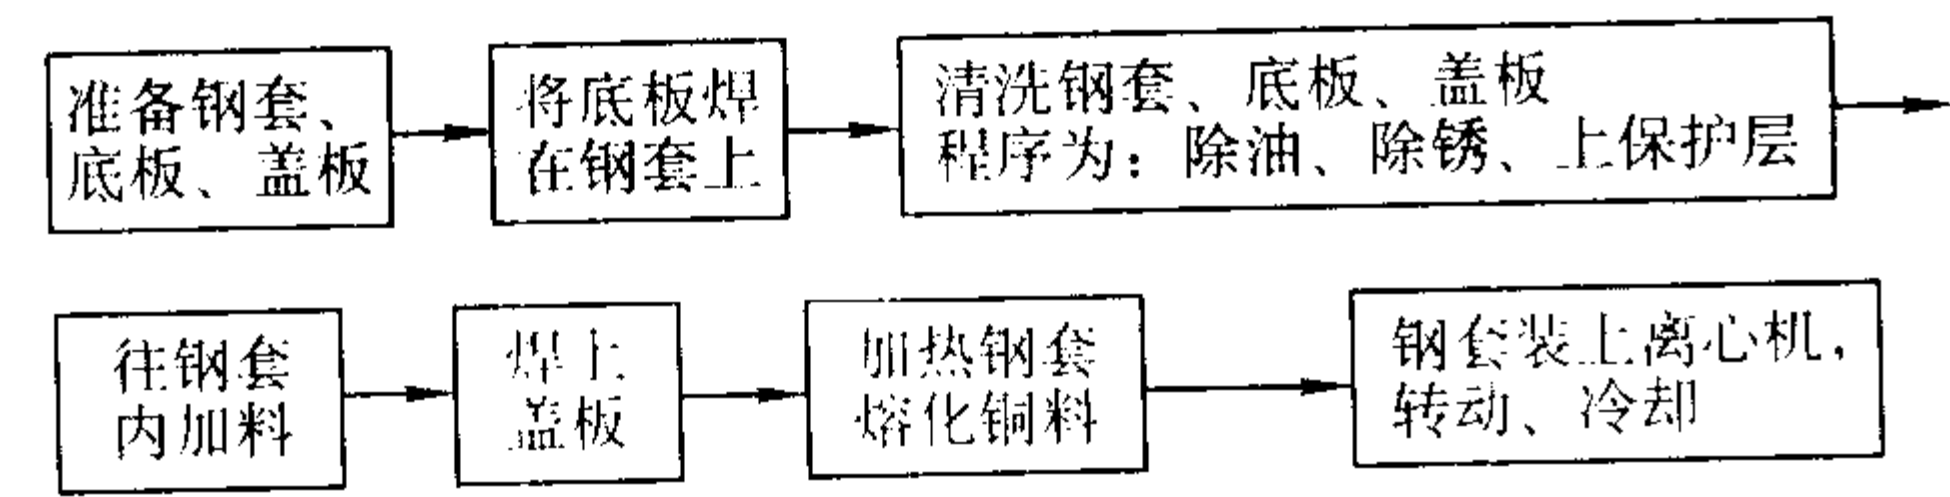 准备钢套、
底板、盖板
将底板焊
在钢套上
清洗钢套、底板、盖板
程序为：除油、除锈、上保护层
往钢套
内加料
焊上
盖板
加热钢套
熔化铜料
钢套装上离心机，
转动、冷却